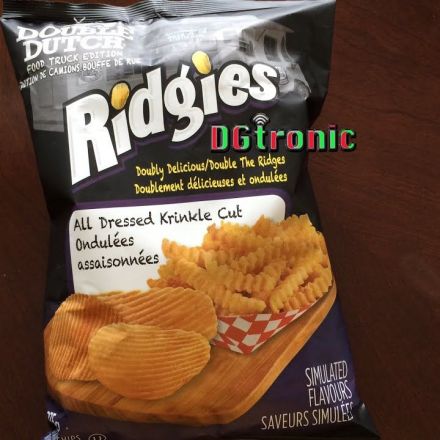 DOUBLE
DUTCH
FOOD TRUCK EDITION
ÉDITION DE CAMIONS BOUFFE DE RUE
Ridgies
DGtronic
Doubly Delicious/Double The Ridges
Doublement délicieuses et ondulées
All Dressed Krinkle Cut
Ondulées
assaisonnées
SIMULATED
FLAVOURS
SAVEURS SIMULÉES
CHIPS